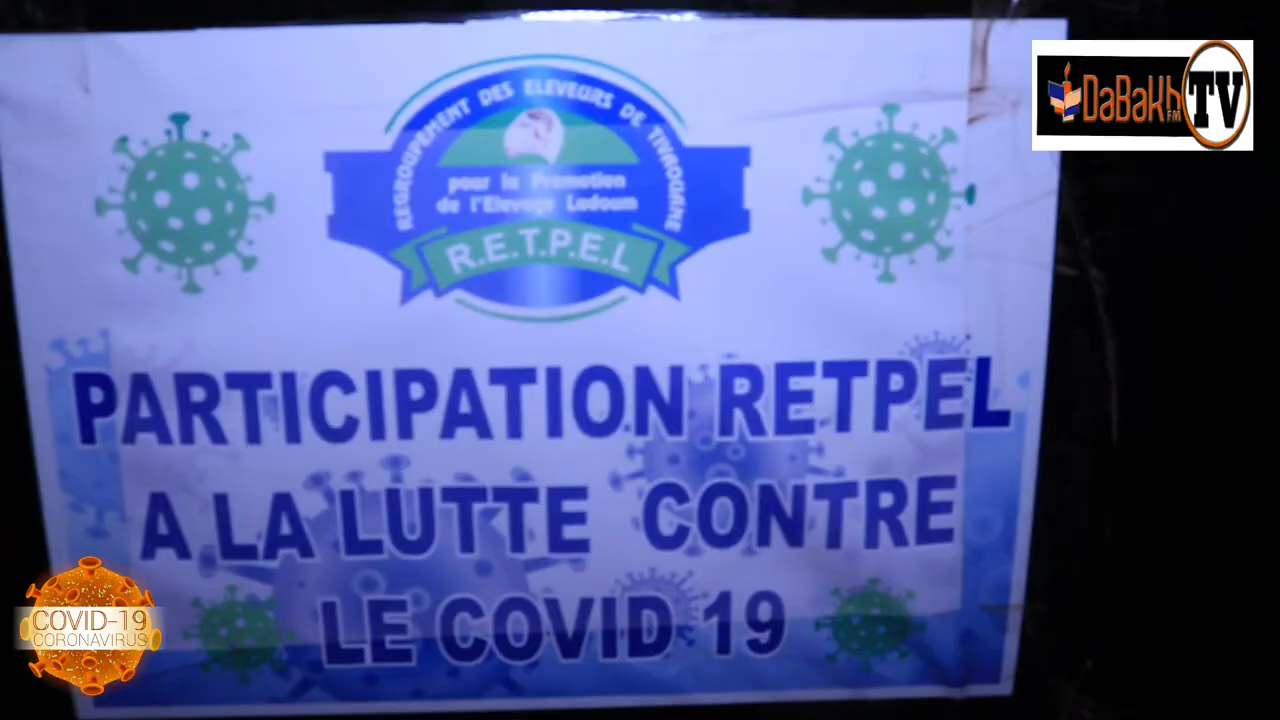 DaBaKh FM TV
REGROUPEMENT DES ELEVEURS DE TIVAOUANE
pour la Promotion
de l'Elevage Ladoum
R.E.T.P.E.L
PARTICIPATION RETPEL
A LA LUTTE CONTRE
LE COVID 19
COVID-19
CORONAVIRUS